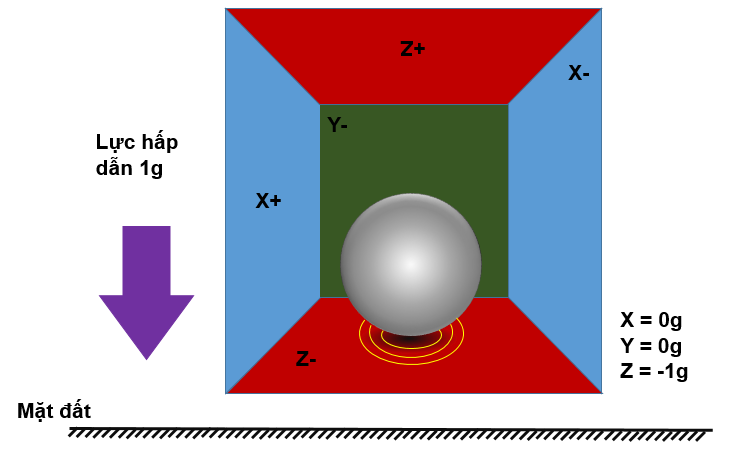 Z+
X-
Y-
Lực hấp
dẫn 1g
X+
X = 0g
Y = 0g
Z = -1g
Z-
Mặt đất